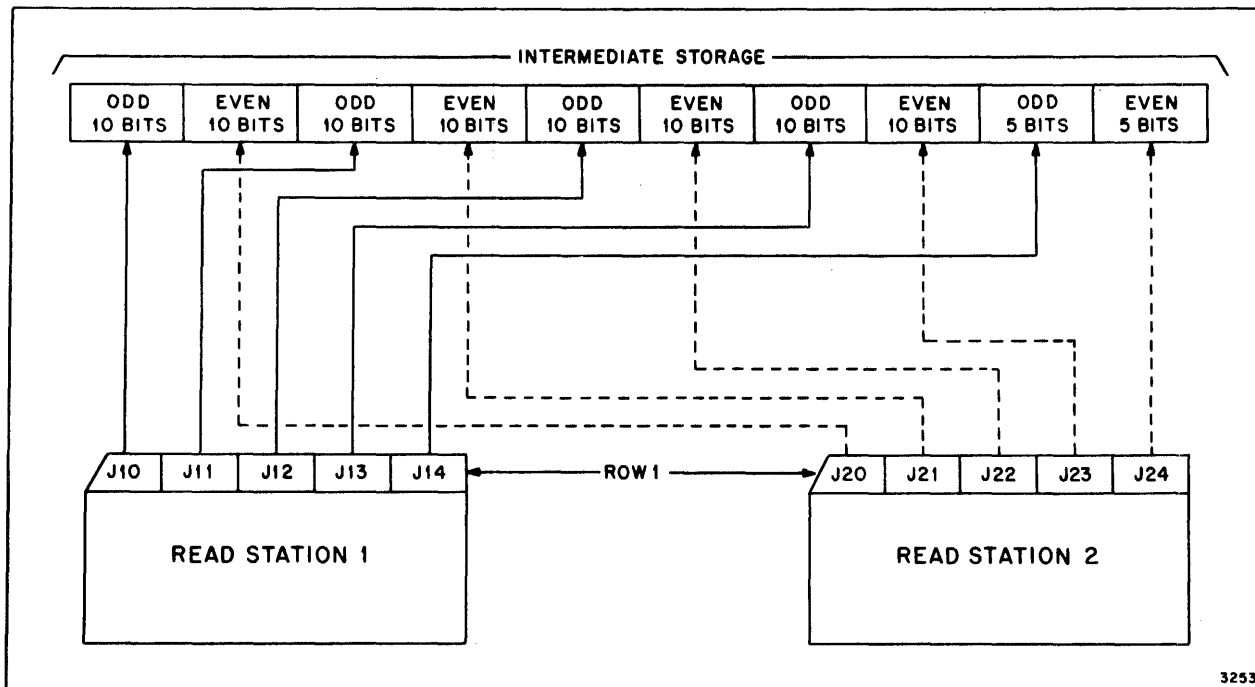 INTERMEDIATE STORAGE
ODD EVEN ODD EVEN ODD EVEN ODD EVEN ODD EVEN
10 BITS 10 BITS 10 BITS 10 BITS 10 BITS 10 BITS 10 BITS 10 BITS 5 BITS 5 BITS
J10 J11 J12 J13 J14 ROW 1 J20 J21 J22 J23 J24
READ STATION 1 READ STATION 2
3253